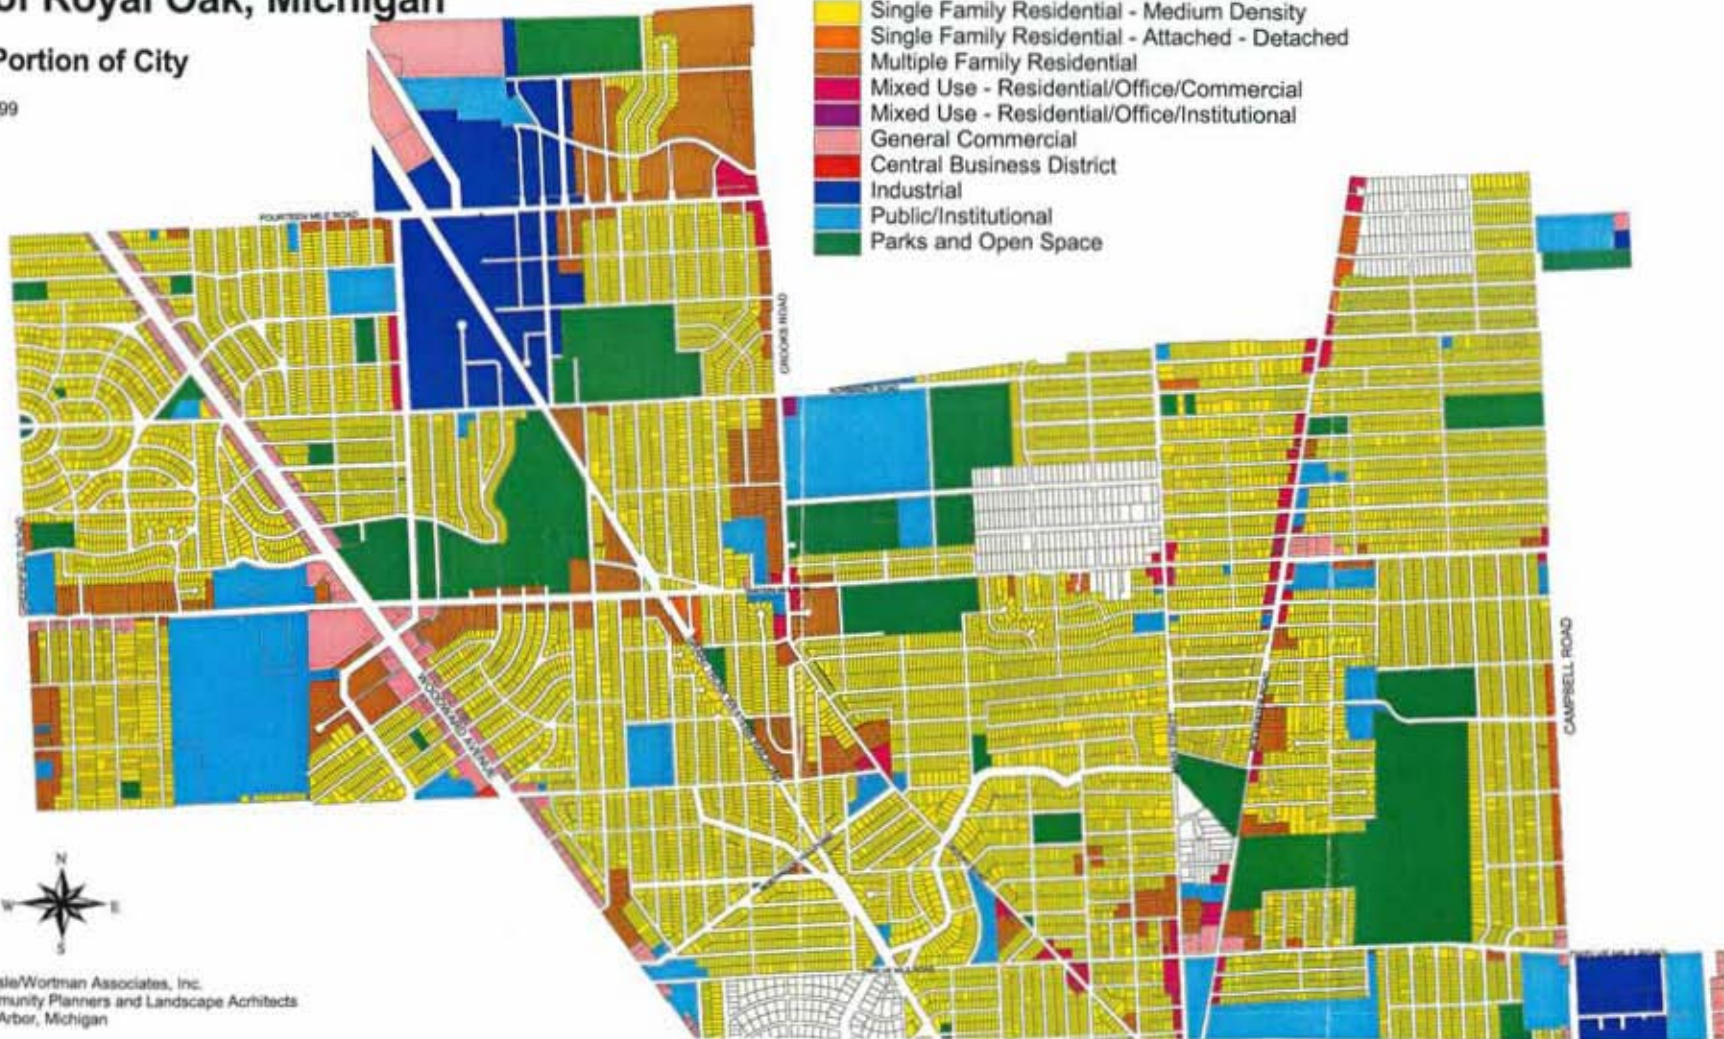 of Royal Oak, Michigan
Portion of City
99
Single Family Residential - Medium Density
Single Family Residential - Attached - Detached
Multiple Family Residential
Mixed Use - Residential/Office/Commercial
Mixed Use - Residential/Office/Institutional
General Commercial
Central Business District
Industrial
Public/Institutional
Parks and Open Space
FOURTEEN MILE ROAD
CROOKS ROAD
CAMPBELL ROAD
WOODWARD AVENUE
N
W
E
S
sle/Wortman Associates, Inc.
munity Planners and Landscape Acrhitects
Arbor, Michigan